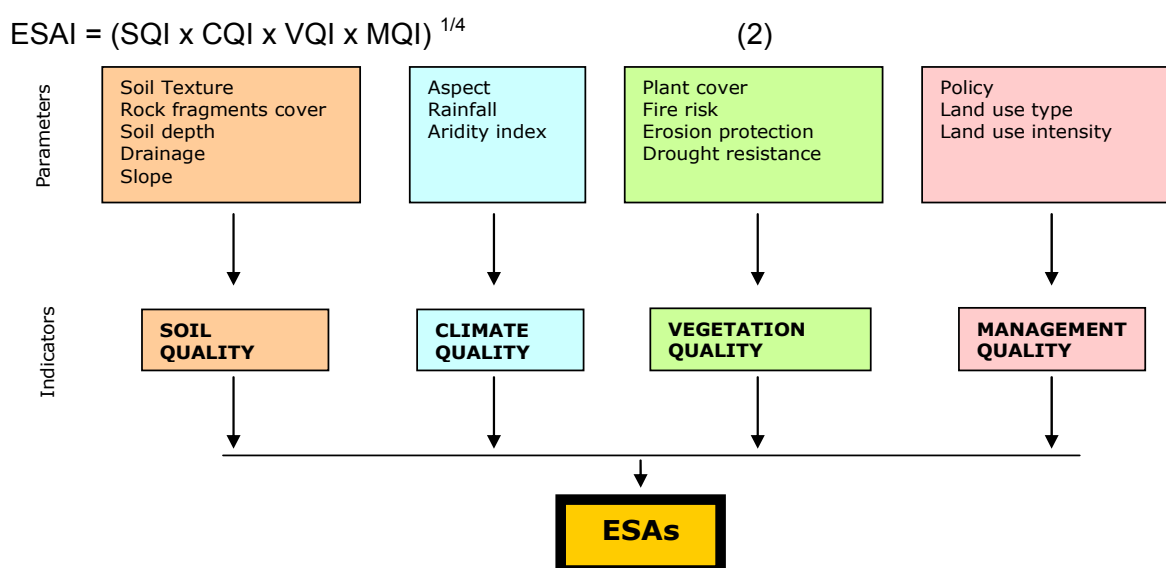 ESAI = (SQI x CQI x VQI x MQI) 1/4 (2)
Parameters
Soil Texture
Rock fragments cover
Soil depth
Drainage
Slope
Aspect
Rainfall
Aridity index
Plant cover
Fire risk
Erosion protection
Drought resistance
Policy
Land use type
Land use intensity
Indicators
SOIL
QUALITY
CLIMATE
QUALITY
VEGETATION
QUALITY
MANAGEMENT
QUALITY
ESAs